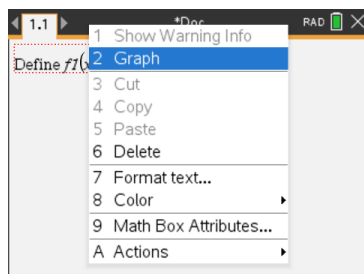 1.1 *Doc RAD
Define f1(x
1 Show Warning Info
2 Graph
3 Cut
4 Copy
5 Paste
6 Delete
7 Format text...
8 Color
9 Math Box Attributes...
A Actions